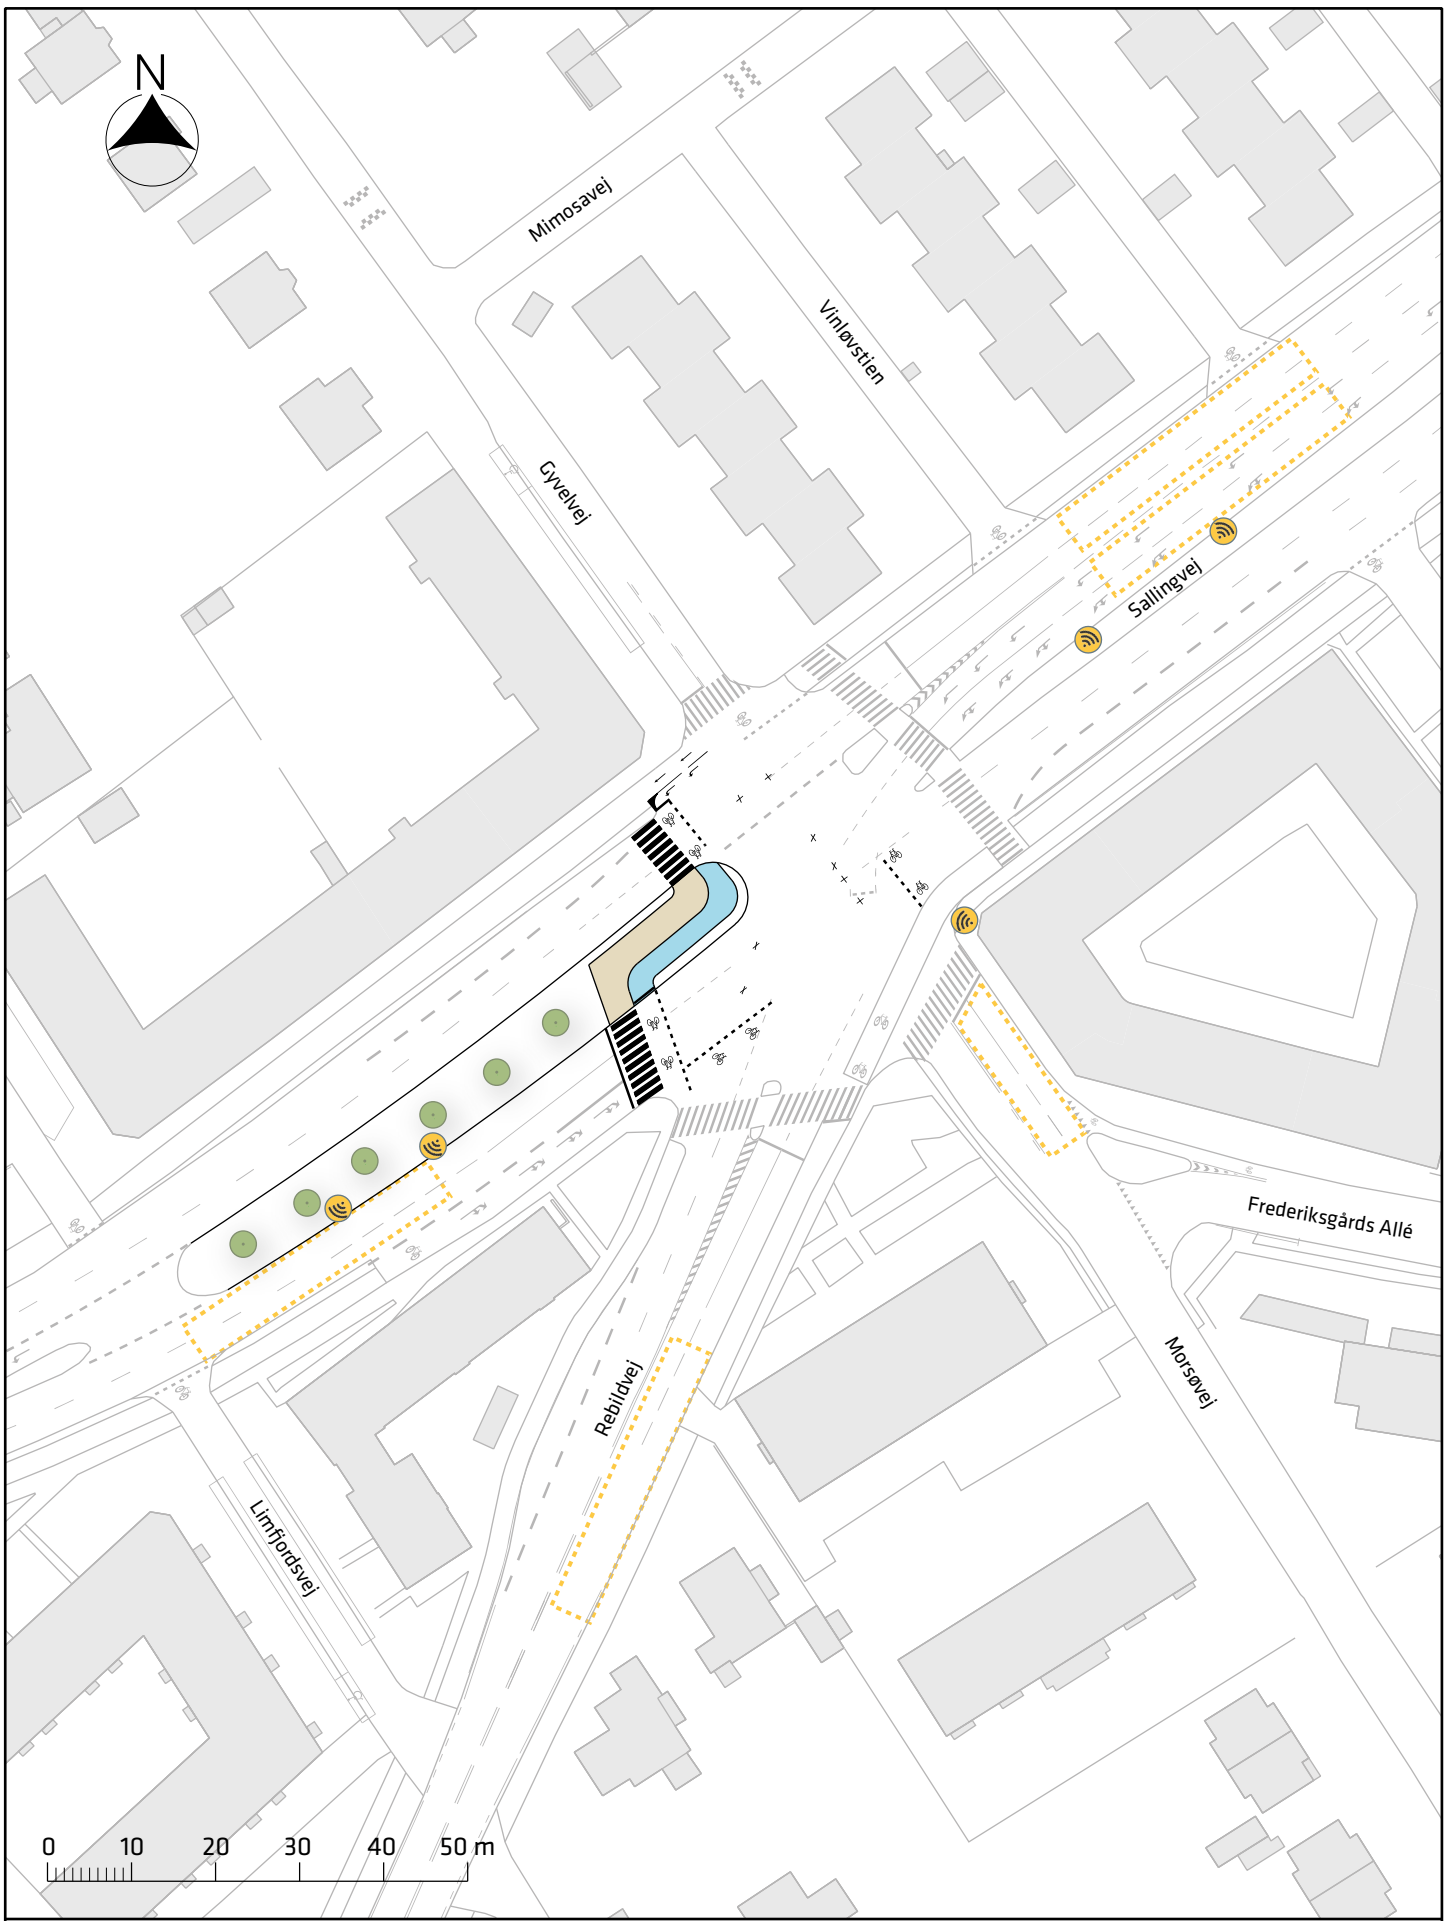 N
Mimosavej
Vinløvstien
Gyvelvej
Sallingvej
Frederiksgårds Allé
Rebildvej
Morsøvej
Limfjordsvej
0 10 20 30 40 50 m